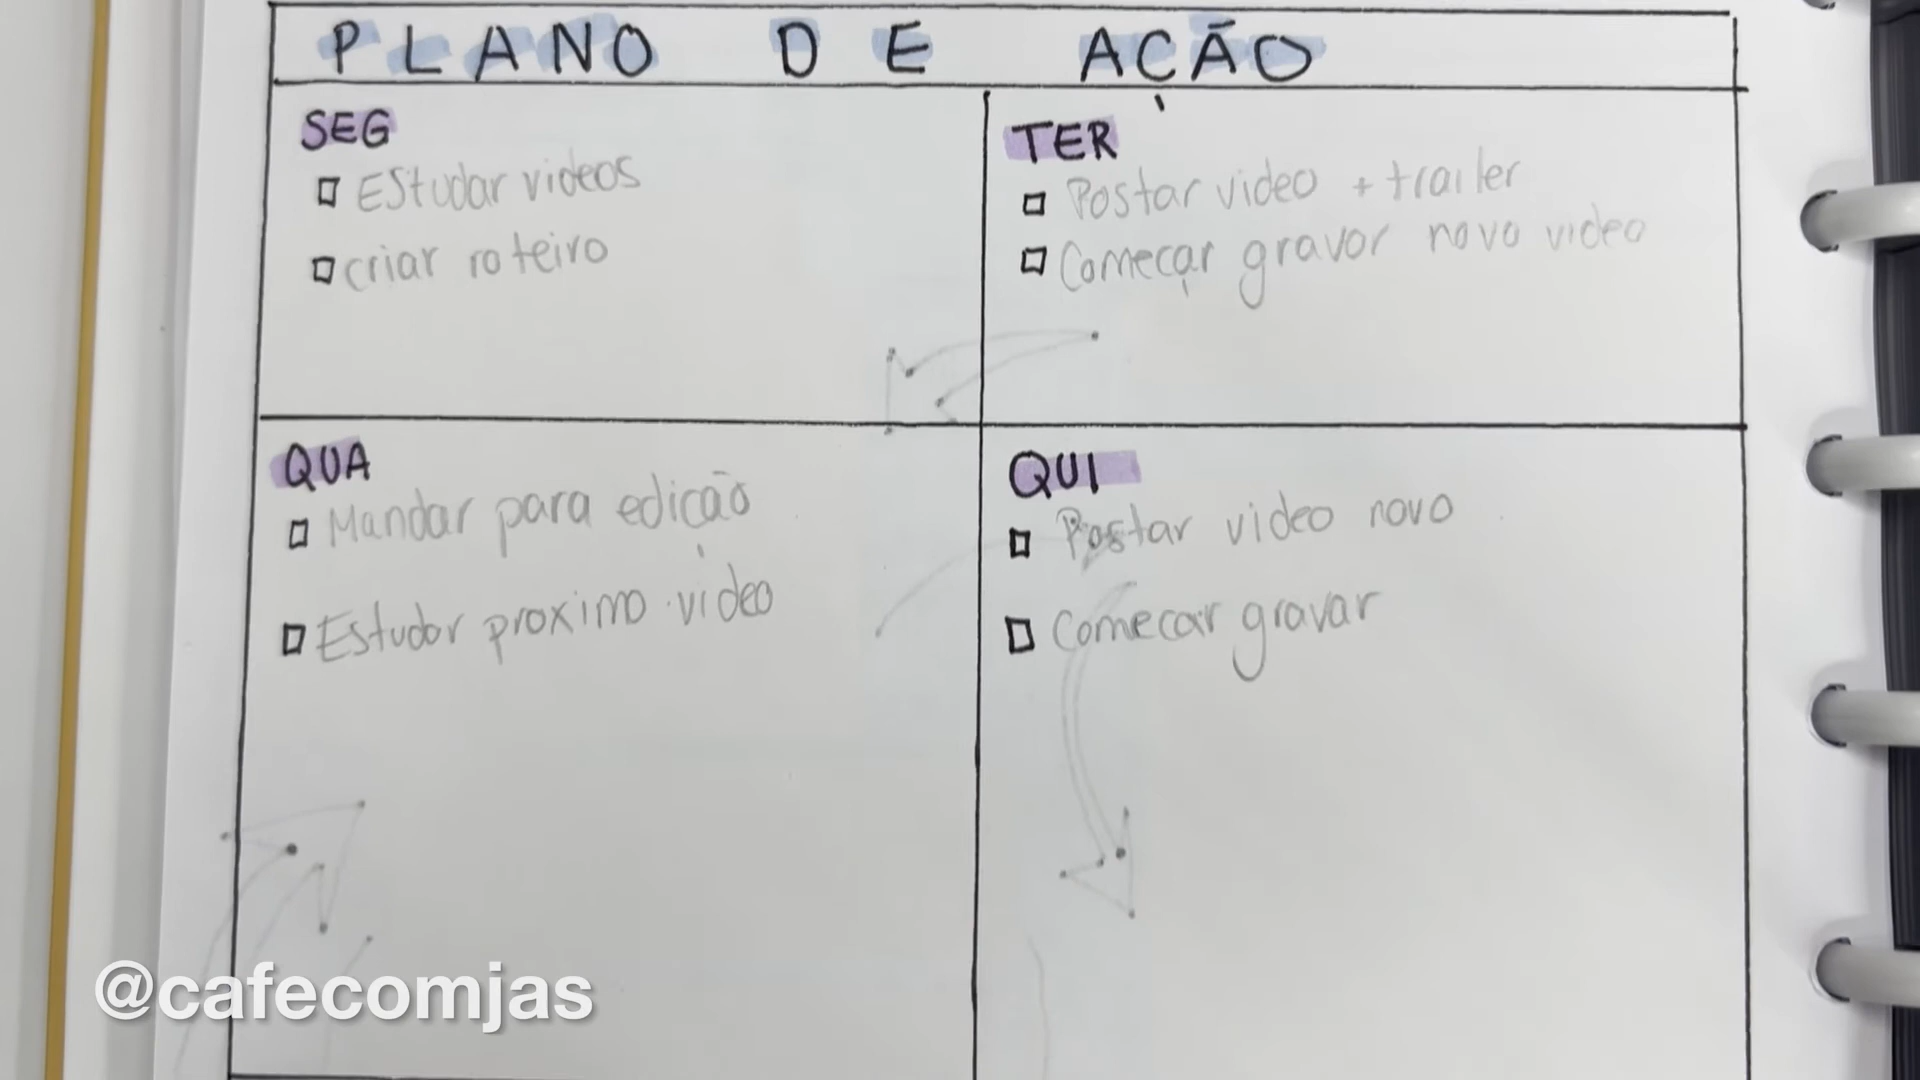 PLANO DE AÇÃO
SEG
Estudar videos
criar roteiro
TER
Postar video + trailer
Começar gravar novo video
QUA
Mandar para edição
Estudar proximo video
QUI
Postar video novo
Comecar gravar
@cafecomjas